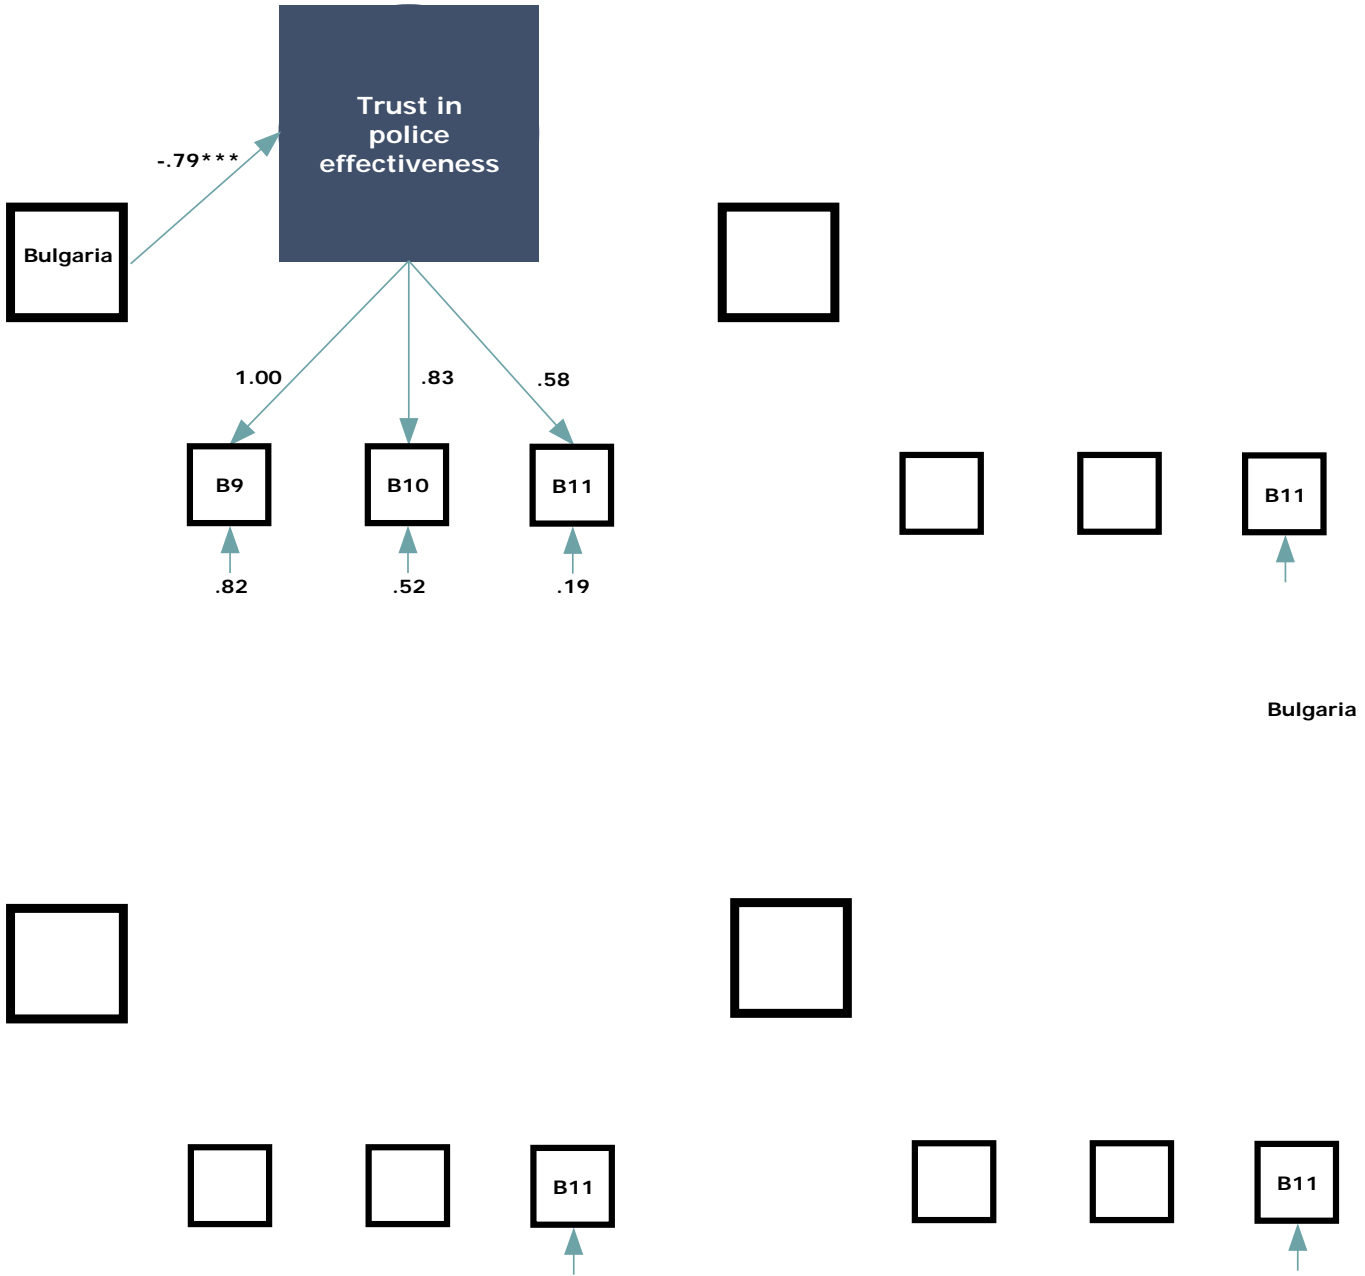 Trust in
police
effectiveness
-.79***
Bulgaria
1.00
.83
.58
B9
B10
B11
B11
.82
.52
.19
Bulgaria
B11
B11